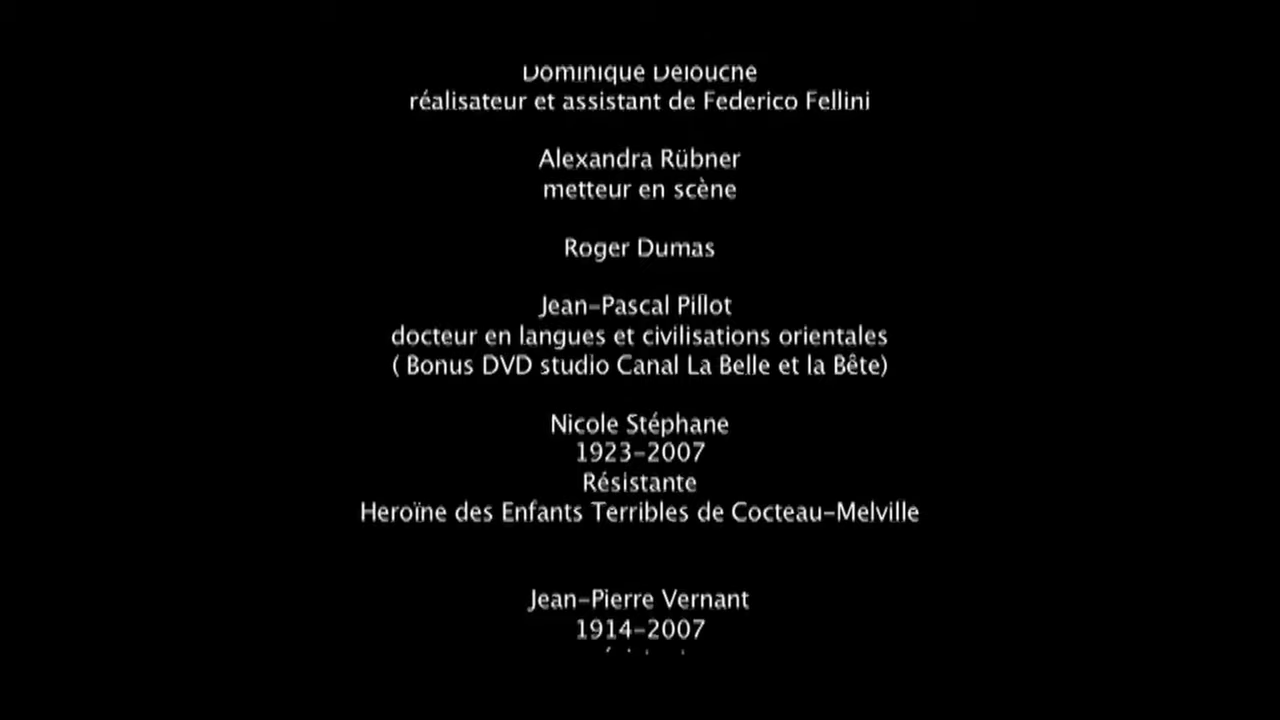 Dominique Delouche
réalisateur et assistant de Federico Fellini
Alexandra Rübner
metteur en scène
Roger Dumas
Jean-Pascal Pillot
docteur en langues et civilisations orientales
( Bonus DVD studio Canal La Belle et la Bête)
Nicole Stéphane
1923-2007
Résistante
Heroïne des Enfants Terribles de Cocteau-Melville
Jean-Pierre Vernant
1914-2007